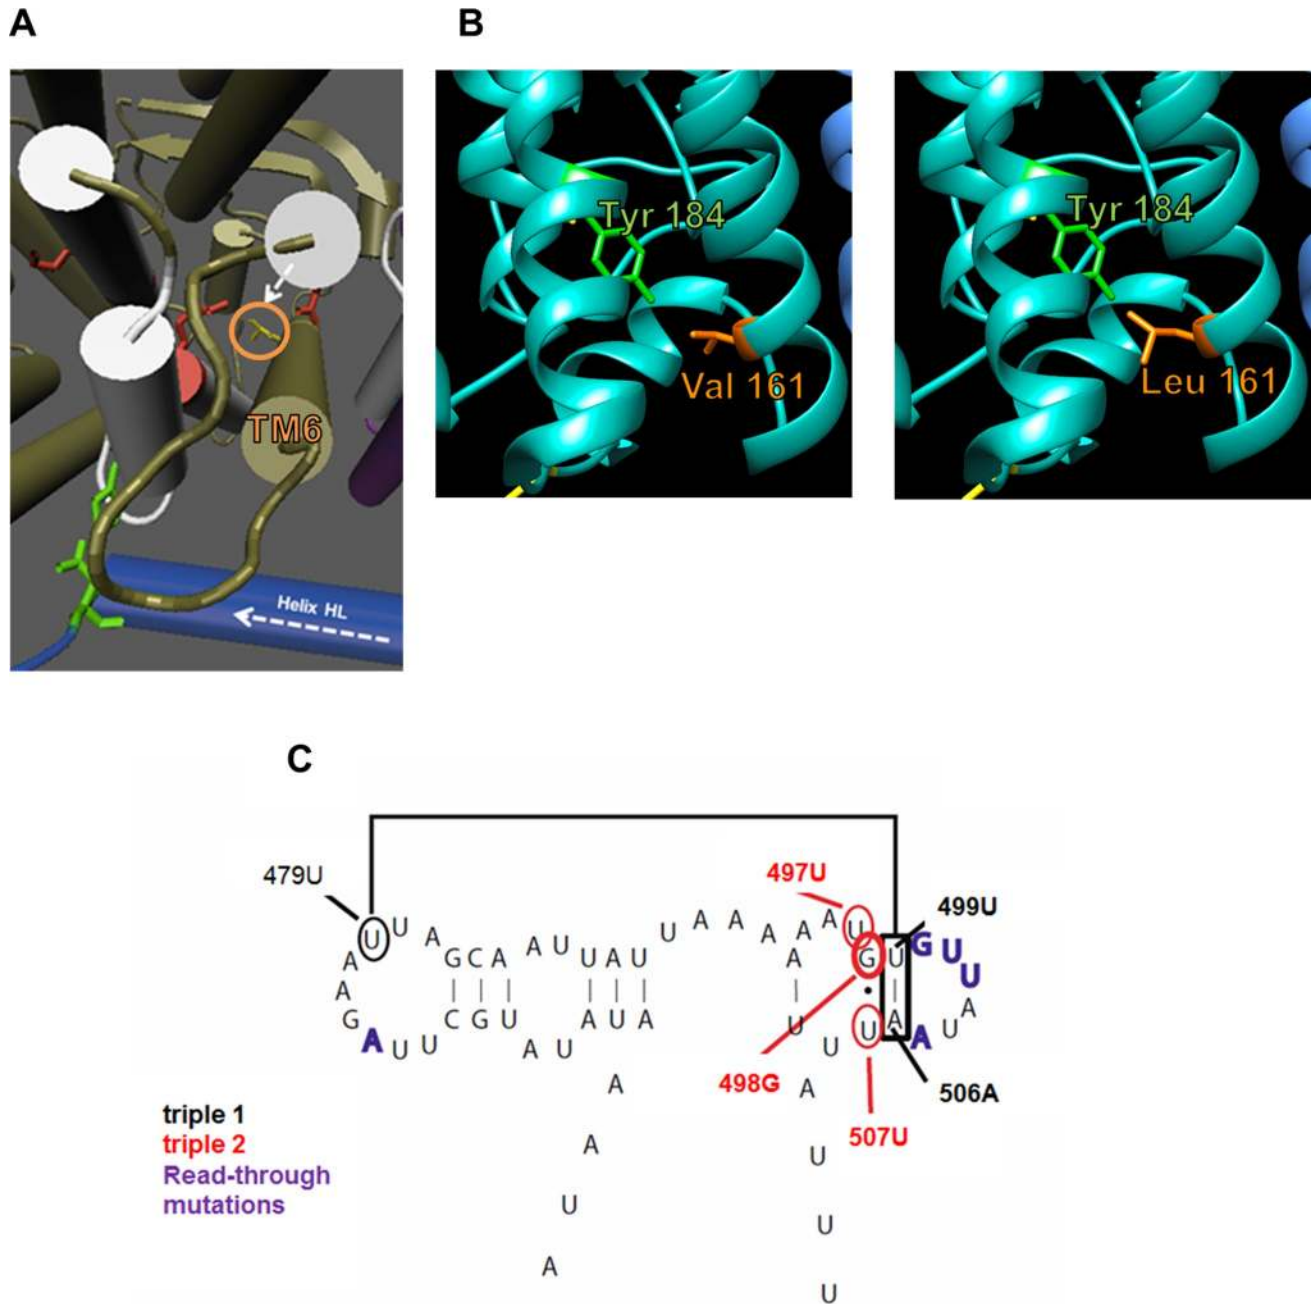 A
B
TM6
Helix HL
Tyr 184
Val 161
Tyr 184
Leu 161
C
479U
497U
499U
U U A G C A A U U A U U A A A A A U G U G U U A U A
A A G A U U C G U A U A U A
A U U U A
A A U A
A U U U
498G
507U
506A
triple 1
triple 2
Read-through
mutations